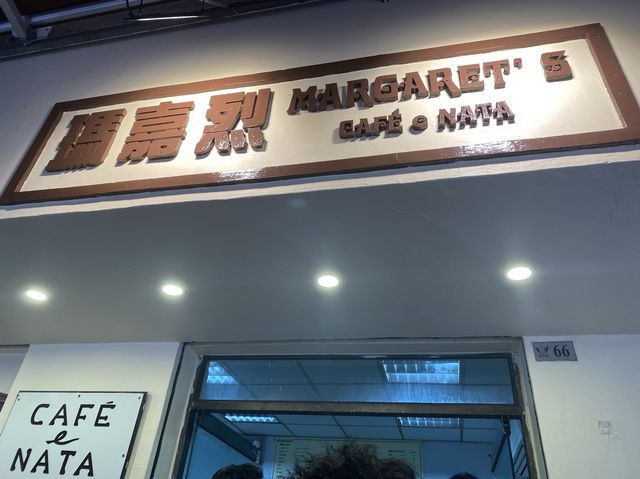 瑪嘉烈
MARGARET'S
CAFÉ e NATA
66
CAFÉ
e
NATA